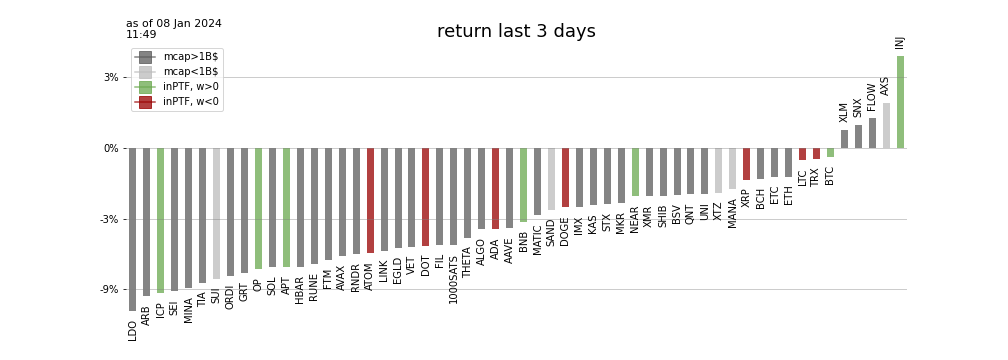 as of 08 Jan 2024
11:49
return last 3 days
mcap>1B$
mcap<1B$
inPTF, w>0
inPTF, w<0
3%
0%
-3%
-9%
LDO
ARB
ICP
SEI
MINA
TIA
SUI
ORDI
GRT
OP
SOL
APT
HBAR
RUNE
FTM
AVAX
RNDR
ATOM
LINK
EGLD
VET
DOT
FIL
1000SATS
THETA
ALGO
ADA
AAVE
BNB
MATIC
SAND
DOGE
IMX
KAS
STX
MKR
NEAR
XMR
SHIB
BSV
QNT
UNI
XTZ
MANA
XRP
BCH
ETC
ETH
LTC
TRX
BTC
XLM
SNX
FLOW
AXS
INJ